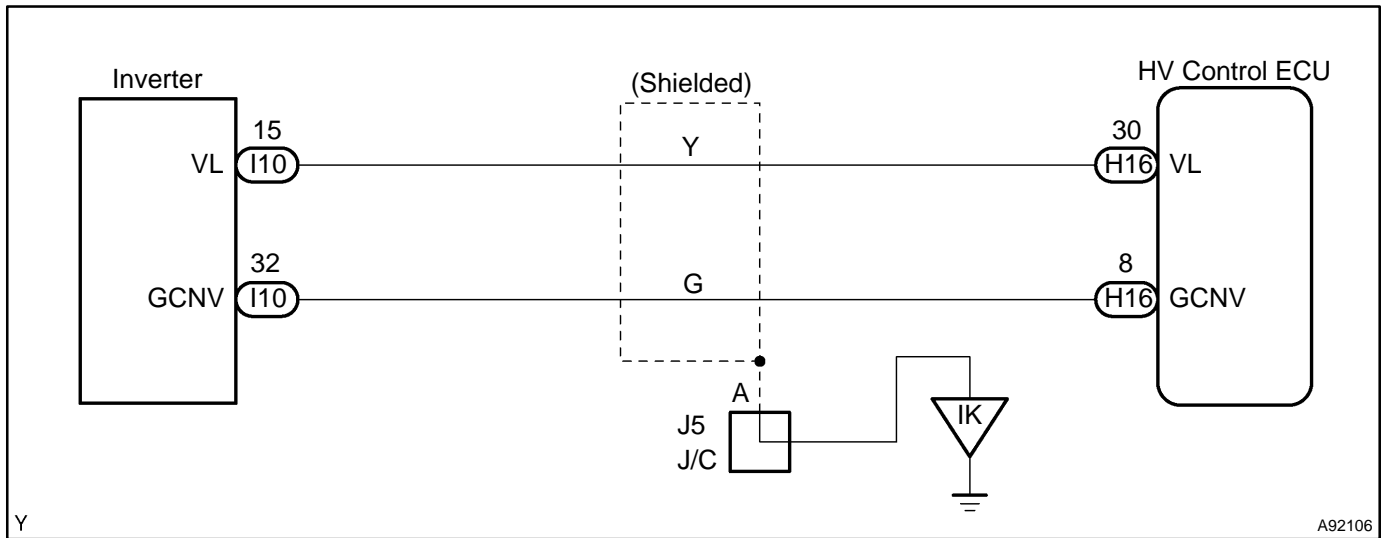 Inverter
(Shielded)
HV Control ECU
15
30
VL
I10
Y
H16
VL
32
8
GCNV
I10
G
H16
GCNV
A
J5
J/C
IK
Y
A92106